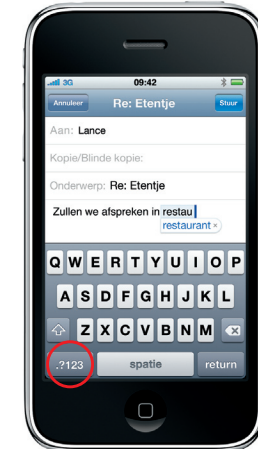 3G 09:42
Annuleer Re: Etentje Stuur
Aan: Lance
Kopie/Blinde kopie:
Onderwerp: Re: Etentje
Zullen we afspreken in restau
restaurant ×
Q W E R T Y U I O P
A S D F G H J K L
Z X C V B N M
.?123 spatie return